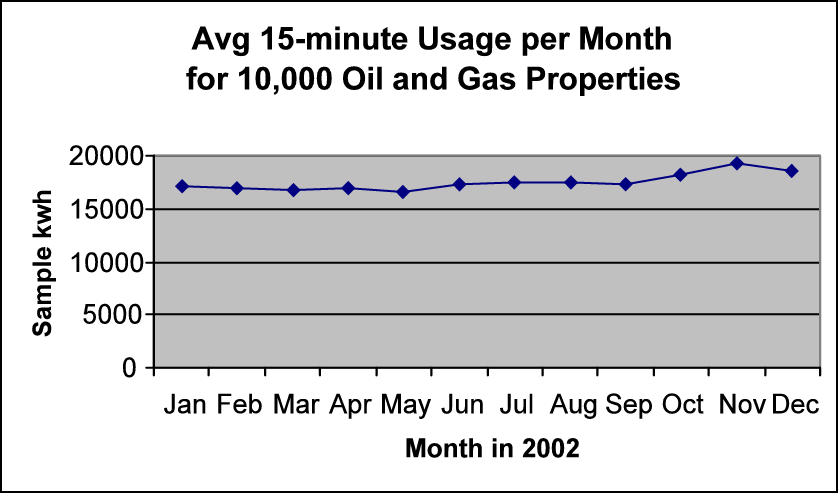 Avg 15-minute Usage per Month
for 10,000 Oil and Gas Properties
20000
15000
10000
5000
0
Sample kwh
Jan Feb Mar Apr May Jun Jul Aug Sep Oct Nov Dec
Month in 2002